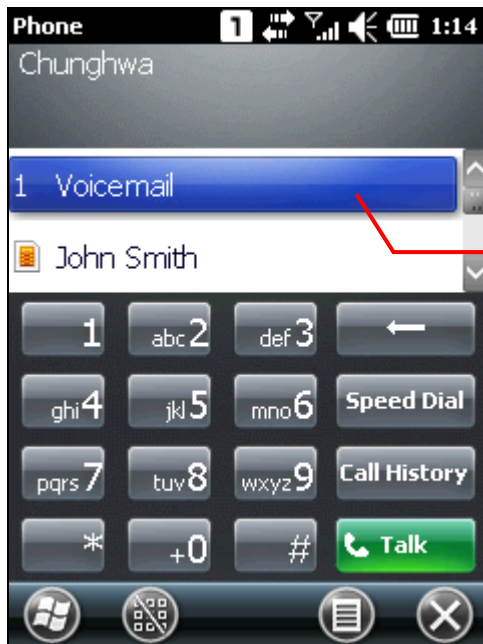 Phone 1 1:14
Chunghwa
1 Voicemail
John Smith
1 abc2 def3
ghi4 jkl5 mno6 Speed Dial
pqrs7 tuv8 wxyz9 Call History
* +0 # Talk